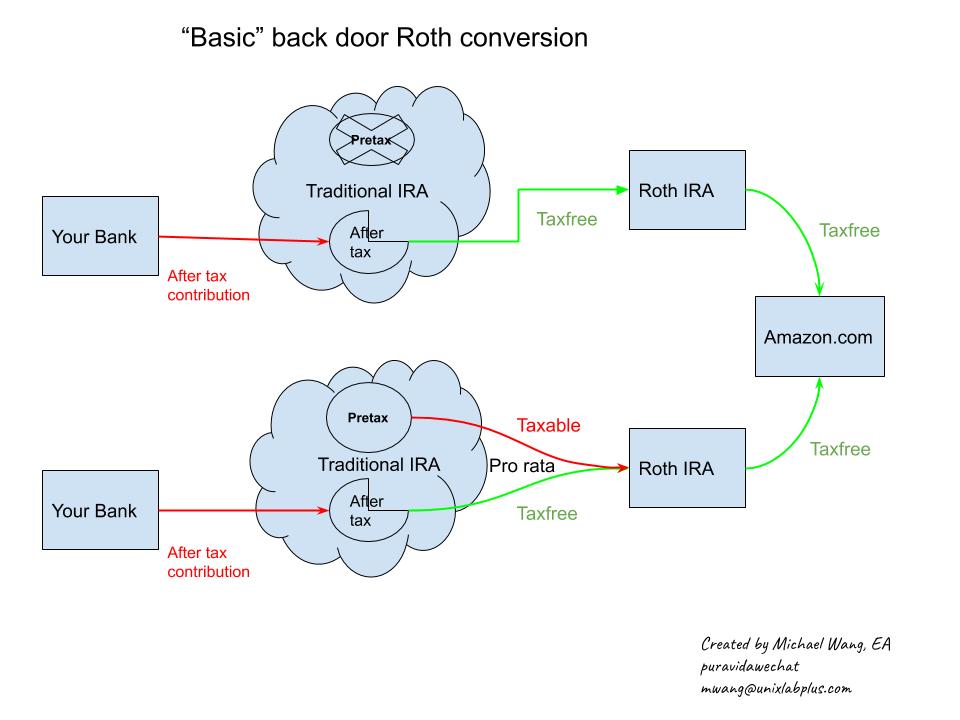 “Basic” back door Roth conversion
Pretax
Traditional IRA
Your Bank
After
tax
After tax
contribution
Taxfree
Roth IRA
Taxfree
Amazon.com
Pretax
Taxable
Traditional IRA
Pro rata
Roth IRA
Taxfree
Your Bank
After
tax
Taxfree
After tax
contribution
Created by Michael Wang, EA
puravidawechat
mwang@unixlabplus.com